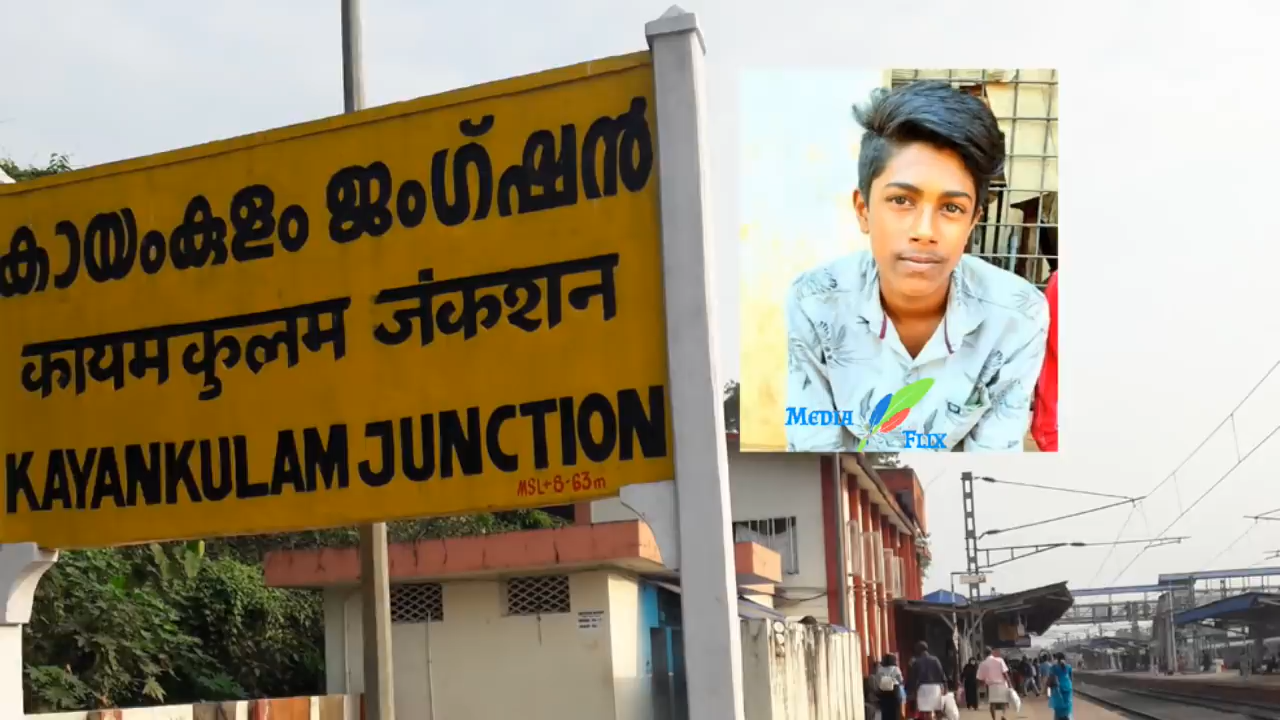 കായംകുളം ജംഗ്ഷൻ
कायमकुलम जंकशन
KAYANKULAM JUNCTION
MSL+8·63m
MEDIA
FLIX